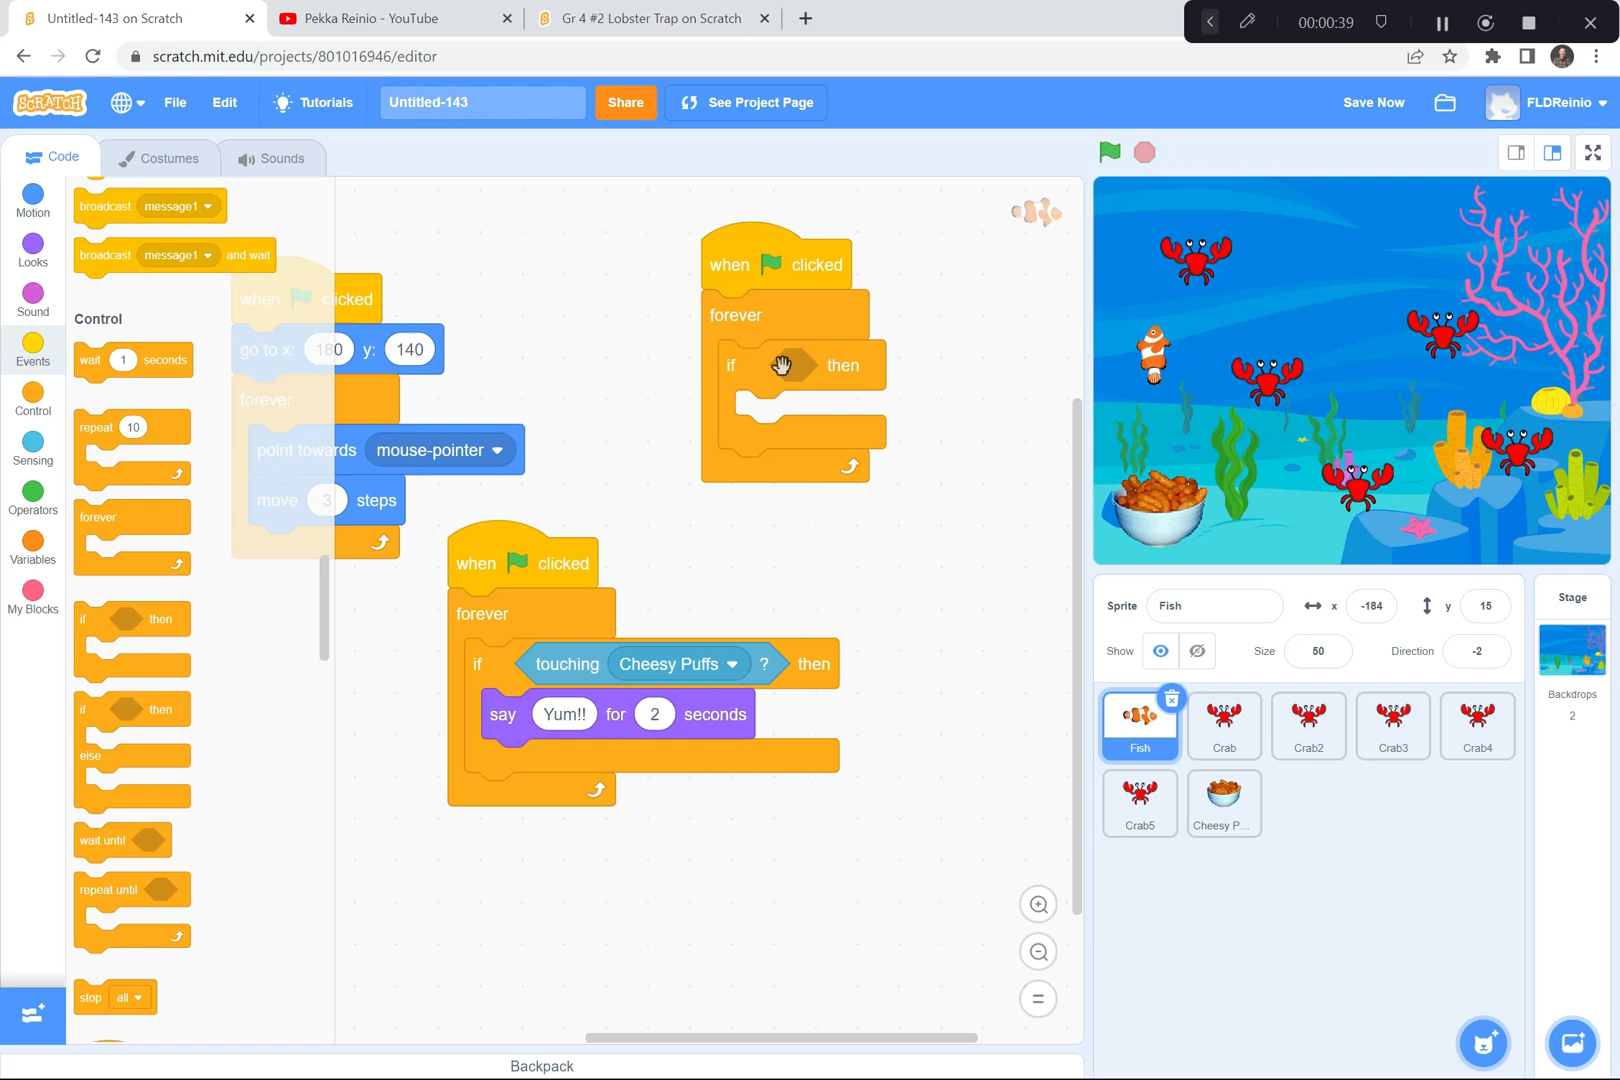 Untitled-143 on Scratch
Pekka Reinio - YouTube
Gr 4 #2 Lobster Trap on Scratch
00:00:39
scratch.mit.edu/projects/801016946/editor
SCRATCH
File
Edit
Tutorials
Untitled-143
Share
See Project Page
Save Now
FLDReinio
Code
Costumes
Sounds
Motion
Looks
Sound
Events
Control
Sensing
Operators
Variables
My Blocks
broadcast message1
broadcast message1 and wait
Control
wait 1 seconds
repeat 10
forever
if then
if then
else
wait until
repeat until
stop all
when clicked
go to x: 180 y: 140
forever
point towards mouse-pointer
move 3 steps
when clicked
forever
if then
when clicked
forever
if touching Cheesy Puffs ? then
say Yum!! for 2 seconds
Sprite Fish x -184 y 15
Show Size 50 Direction -2
Fish
Crab
Crab2
Crab3
Crab4
Crab5
Cheesy P...
Stage
Backdrops
2
Backpack